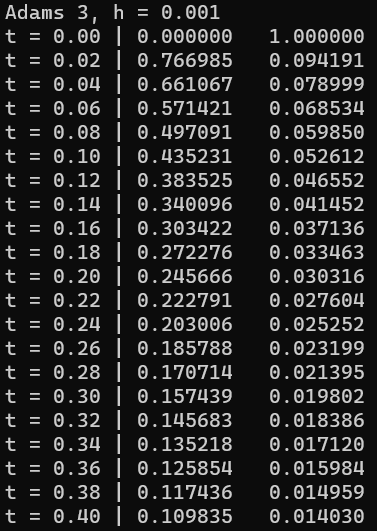 Adams 3, h = 0.001
t = 0.00 | 0.000000   1.000000
t = 0.02 | 0.766985   0.094191
t = 0.04 | 0.661067   0.078999
t = 0.06 | 0.571421   0.068534
t = 0.08 | 0.497091   0.059850
t = 0.10 | 0.435231   0.052612
t = 0.12 | 0.383525   0.046552
t = 0.14 | 0.340096   0.041452
t = 0.16 | 0.303422   0.037136
t = 0.18 | 0.272276   0.033463
t = 0.20 | 0.245666   0.030316
t = 0.22 | 0.222791   0.027604
t = 0.24 | 0.203006   0.025252
t = 0.26 | 0.185788   0.023199
t = 0.28 | 0.170714   0.021395
t = 0.30 | 0.157439   0.019802
t = 0.32 | 0.145683   0.018386
t = 0.34 | 0.135218   0.017120
t = 0.36 | 0.125854   0.015984
t = 0.38 | 0.117436   0.014959
t = 0.40 | 0.109835   0.014030